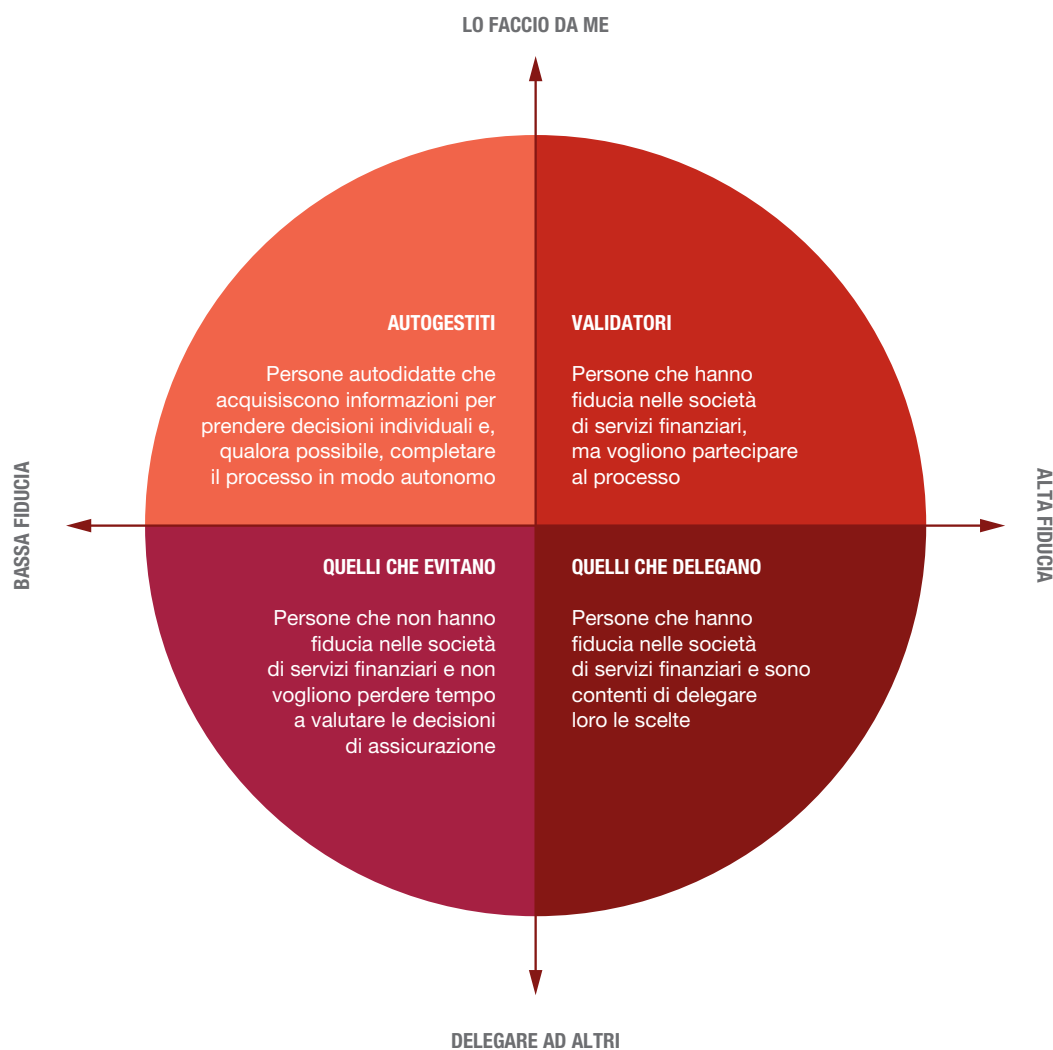 LO FACCIO DA ME
AUTOGESTITI
Persone autodidatte che
acquisiscono informazioni per
prendere decisioni individuali e,
qualora possibile, completare
il processo in modo autonomo
VALIDATORI
Persone che hanno
fiducia nelle società
di servizi finanziari,
ma vogliono partecipare
al processo
BASSA FIDUCIA
ALTA FIDUCIA
QUELLI CHE EVITANO
Persone che non hanno
fiducia nelle società
di servizi finanziari e non
vogliono perdere tempo
a valutare le decisioni
di assicurazione
QUELLI CHE DELEGANO
Persone che hanno
fiducia nelle società
di servizi finanziari e sono
contenti di delegare
loro le scelte
DELEGARE AD ALTRI